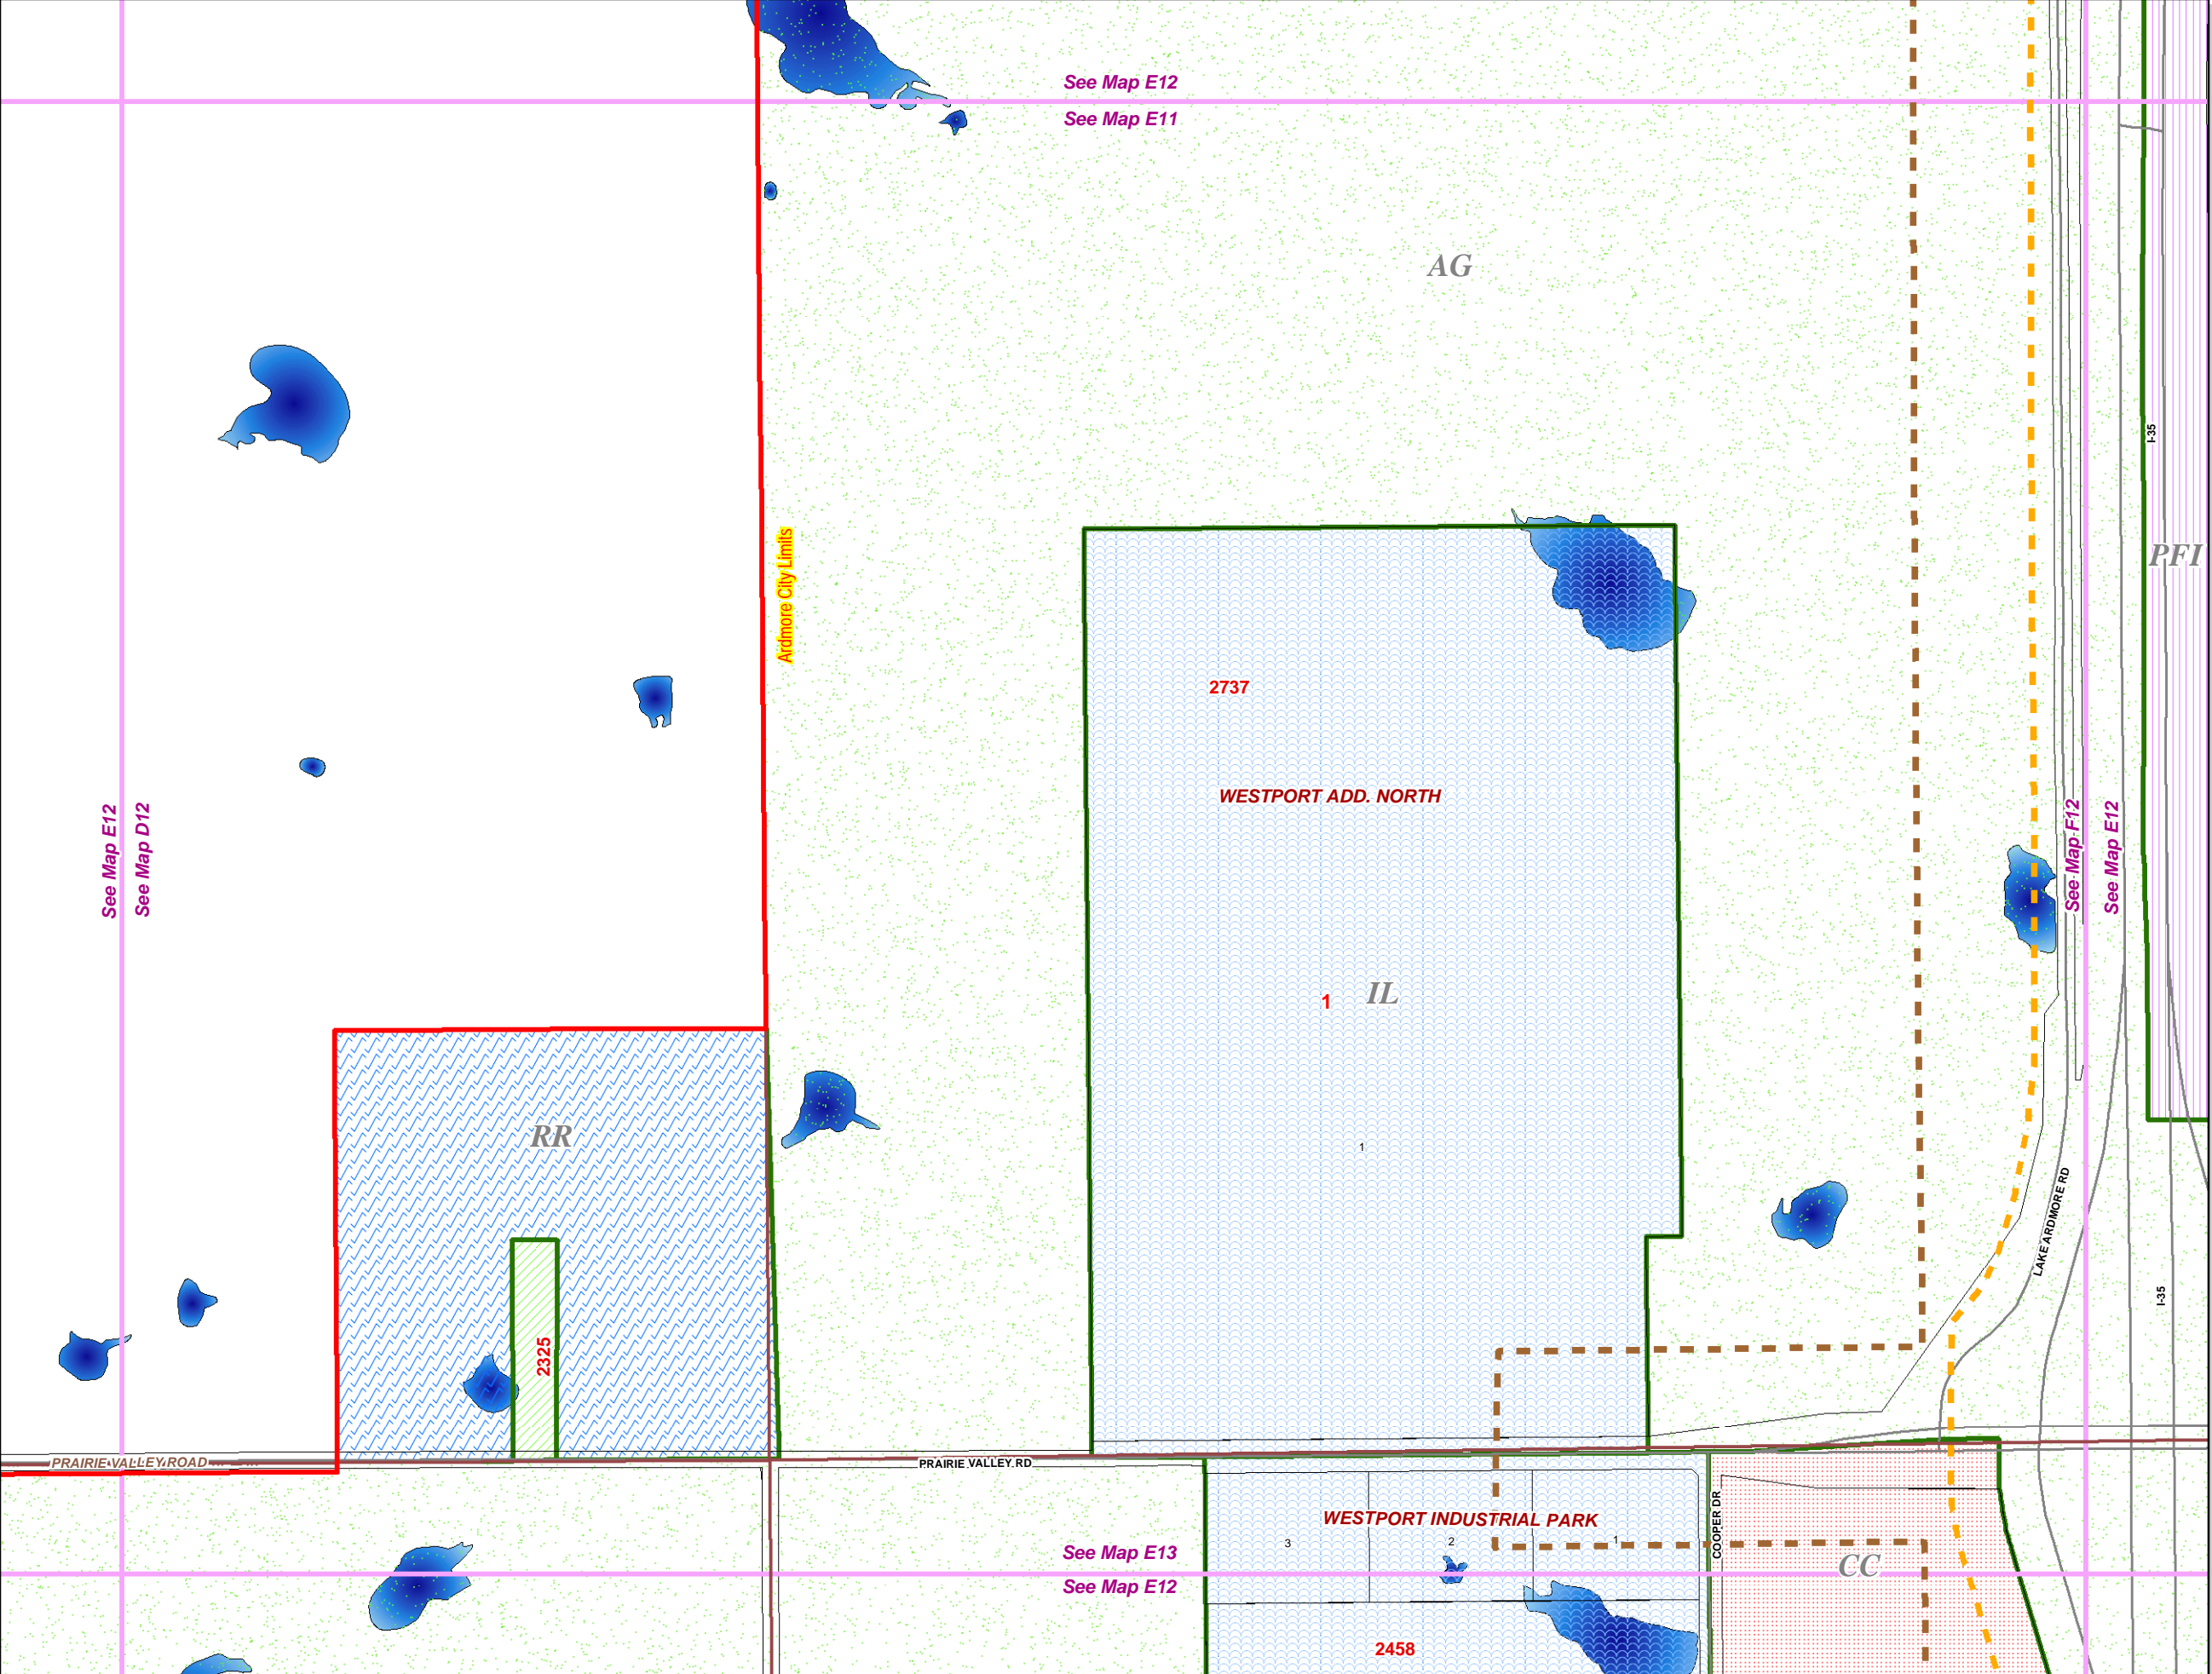 See Map E12
See Map E11
AG
I-35
PFI
Ardmore City Limits
2737
WESTPORT ADD. NORTH
See Map E12
See Map D12
See Map F12
See Map E12
IL
1
RR
1
LAKE ARDMORE RD
I-35
2325
PRAIRIE VALLEY ROAD
PRAIRIE VALLEY RD
WESTPORT INDUSTRIAL PARK
COOPER DR
3
2
1
See Map E13
CC
See Map E12
2458